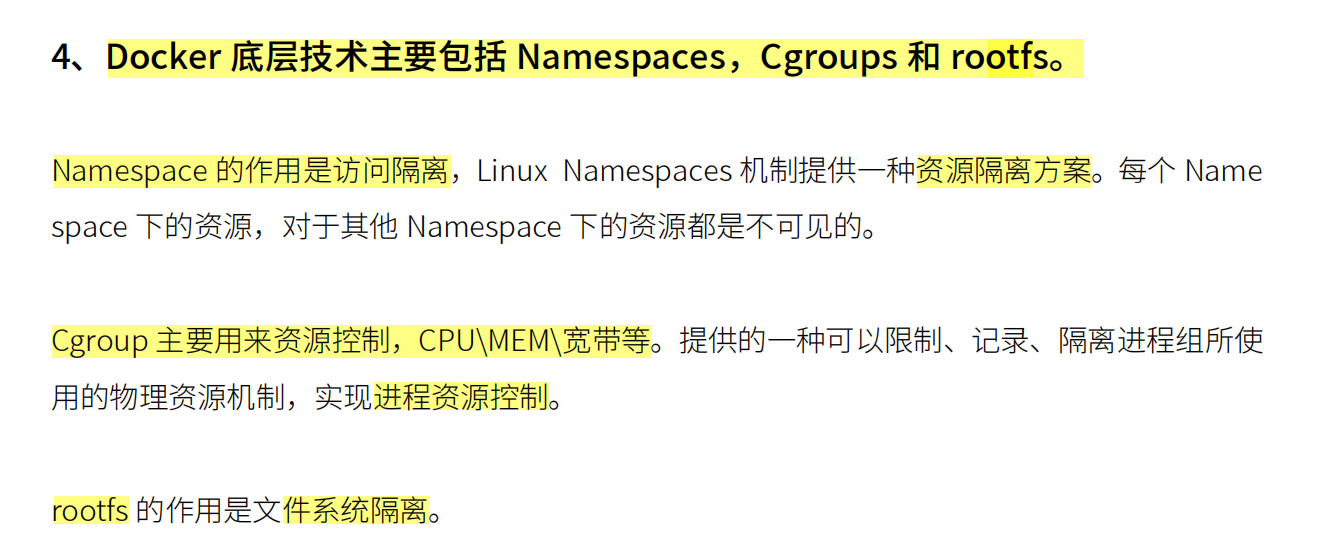 4、Docker 底层技术主要包括 Namespaces，Cgroups 和 rootfs。
Namespace 的作用是访问隔离，Linux Namespaces 机制提供一种资源隔离方案。每个 Name
space 下的资源，对于其他 Namespace 下的资源都是不可见的。
Cgroup 主要用来资源控制，CPU\MEM\宽带等。提供的一种可以限制、记录、隔离进程组所使
用的物理资源机制，实现进程资源控制。
rootfs 的作用是文件系统隔离。